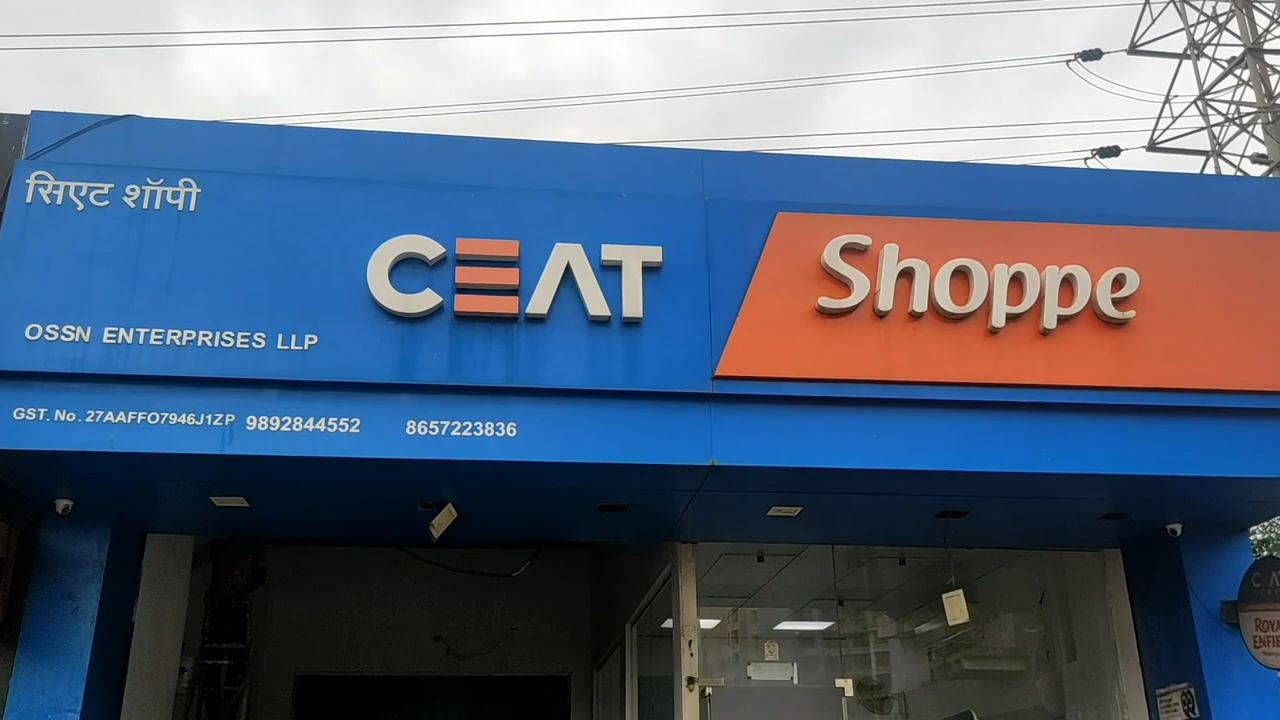 सिएट शॉपी
CEAT Shoppe
OSSN ENTERPRISES LLP
GST. No. 27AAFFO7946J1ZP 9892844552 8657223836